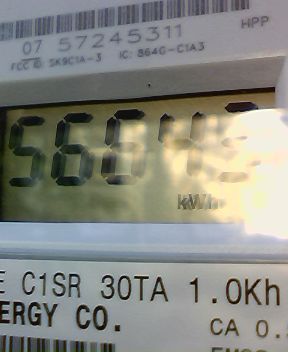 07 57245311
HPP
FCC ID: SK9C1A-3 IC: 864G-C1A3
kWh
E C1SR 30TA 1.0Kh
ERGY CO.
CA 0.